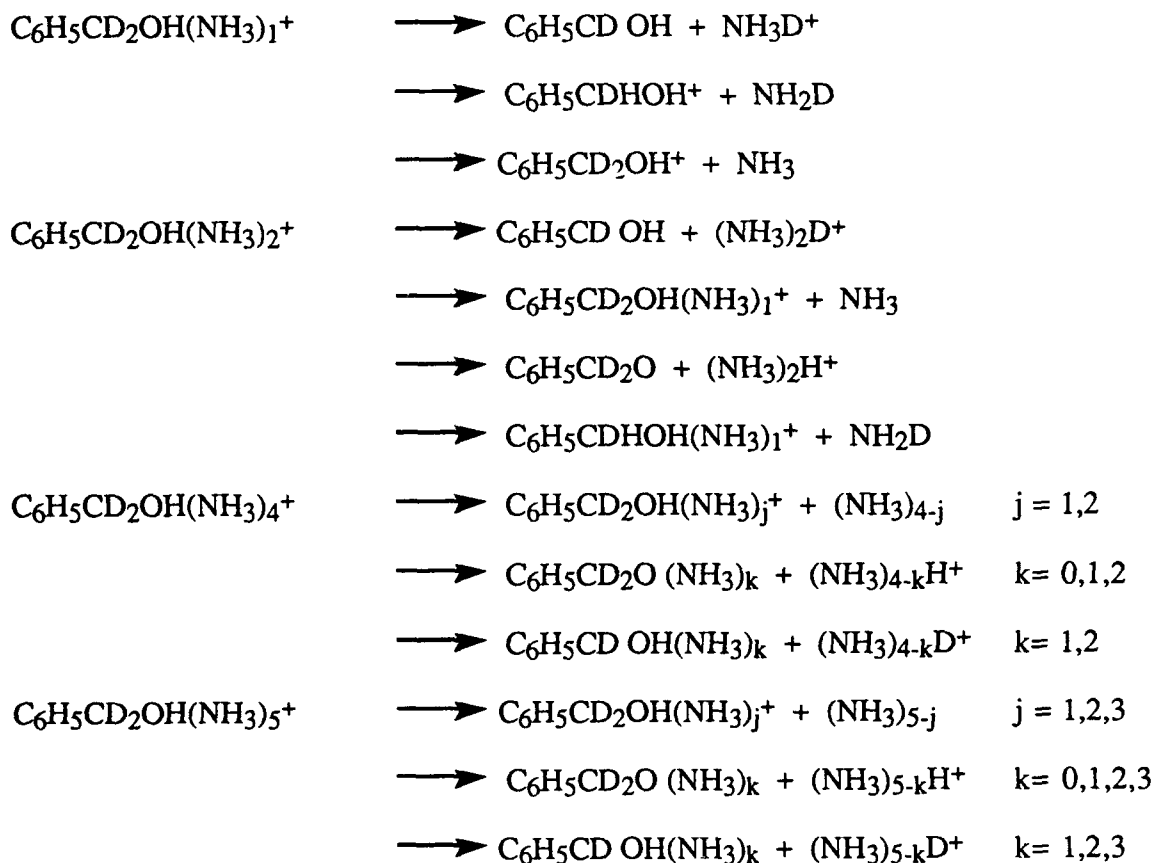 C₆H₅CD₂OH(NH₃)₁⁺ ⟶ C₆H₅CD OH + NH₃D⁺
⟶ C₆H₅CDHOH⁺ + NH₂D
⟶ C₆H₅CD₂OH⁺ + NH₃
C₆H₅CD₂OH(NH₃)₂⁺ ⟶ C₆H₅CD OH + (NH₃)₂D⁺
⟶ C₆H₅CD₂OH(NH₃)₁⁺ + NH₃
⟶ C₆H₅CD₂O + (NH₃)₂H⁺
⟶ C₆H₅CDHOH(NH₃)₁⁺ + NH₂D
C₆H₅CD₂OH(NH₃)₄⁺ ⟶ C₆H₅CD₂OH(NH₃)ⱼ⁺ + (NH₃)₄₋ⱼ j = 1,2
⟶ C₆H₅CD₂O (NH₃)ₖ + (NH₃)₄₋ₖH⁺ k= 0,1,2
⟶ C₆H₅CD OH(NH₃)ₖ + (NH₃)₄₋ₖD⁺ k= 1,2
C₆H₅CD₂OH(NH₃)₅⁺ ⟶ C₆H₅CD₂OH(NH₃)ⱼ⁺ + (NH₃)₅₋ⱼ j = 1,2,3
⟶ C₆H₅CD₂O (NH₃)ₖ + (NH₃)₅₋ₖH⁺ k= 0,1,2,3
⟶ C₆H₅CD OH(NH₃)ₖ + (NH₃)₅₋ₖD⁺ k= 1,2,3